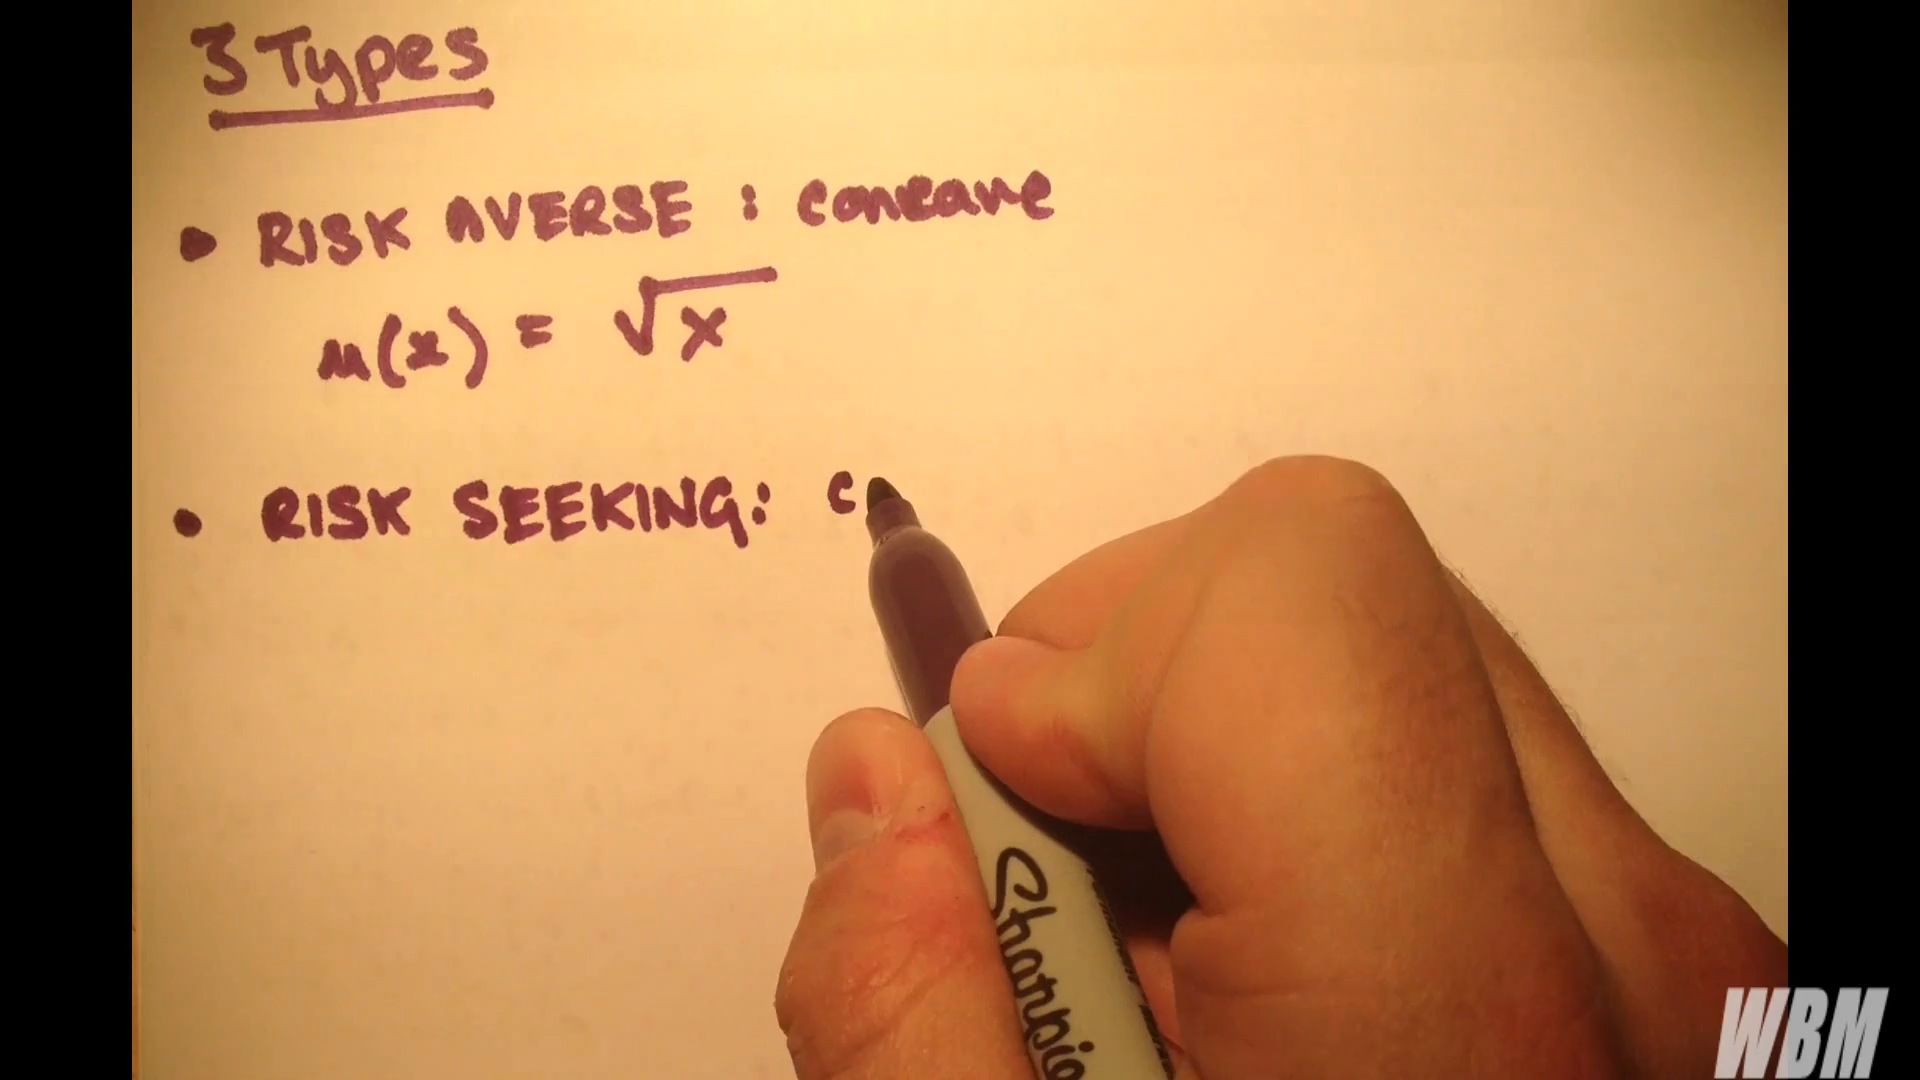 3 Types
• RISK AVERSE : concave
u(x) = √x
• RISK SEEKING: c
Sharpie
WBM